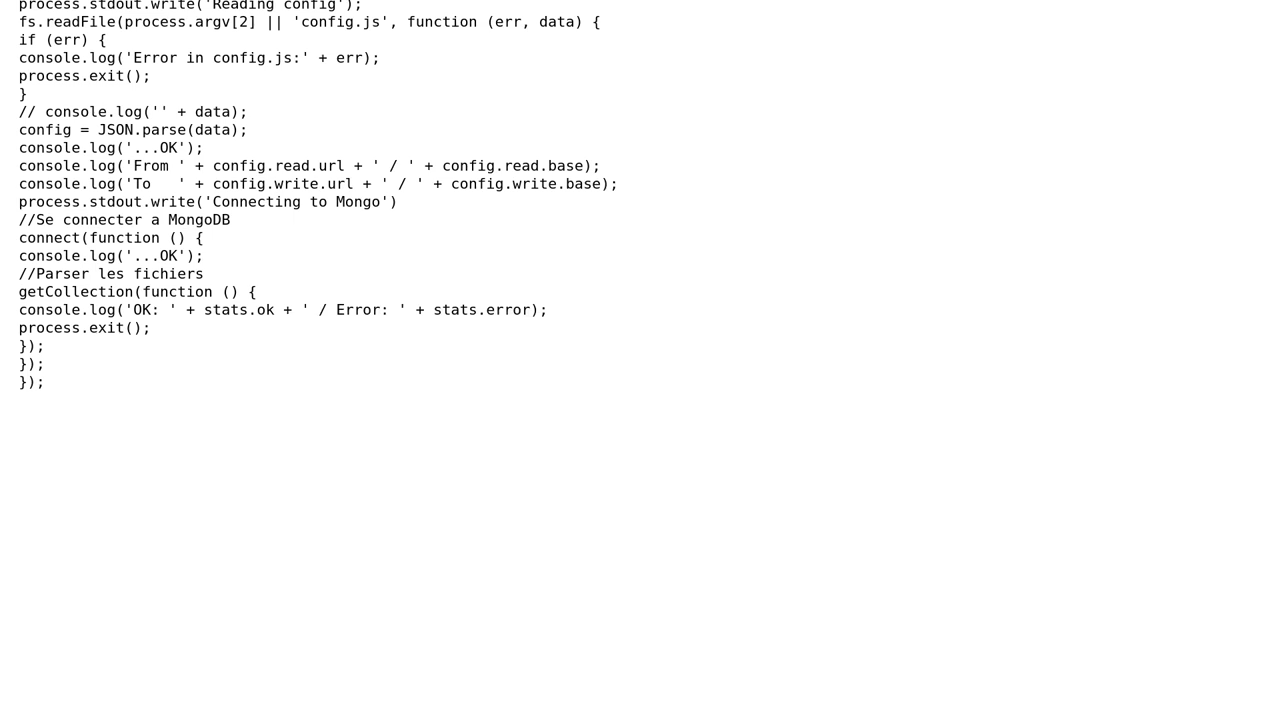 process.stdout.write('Reading config');
fs.readFile(process.argv[2] || 'config.js', function (err, data) {
if (err) {
console.log('Error in config.js:' + err);
process.exit();
}
// console.log('' + data);
config = JSON.parse(data);
console.log('...OK');
console.log('From ' + config.read.url + ' / ' + config.read.base);
console.log('To   ' + config.write.url + ' / ' + config.write.base);
process.stdout.write('Connecting to Mongo')
//Se connecter a MongoDB
connect(function () {
console.log('...OK');
//Parser les fichiers
getCollection(function () {
console.log('OK: ' + stats.ok + ' / Error: ' + stats.error);
process.exit();
});
});
});